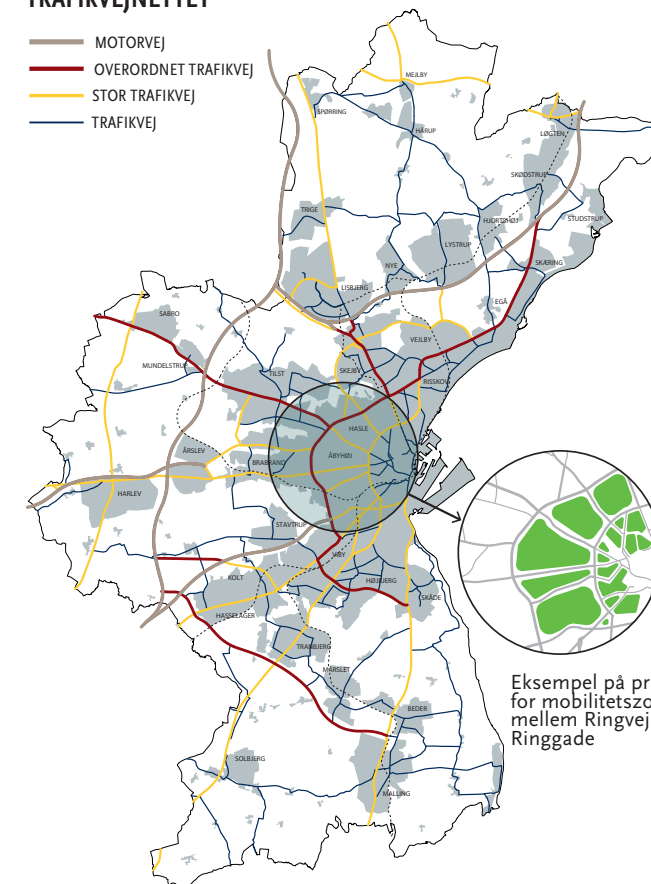 TRAFIKVEJNETTET
MOTORVEJ
OVERORDNET TRAFIKVEJ
STOR TRAFIKVEJ
TRAFIKVEJ
MEJLBY
SPØRRING
HÅRUP
LØGTEN
SKØDSTRUP
TRIGE
HJORTSHØJ
STUDSTRUP
LYSTRUP
NYE
SKÆRING
LISBJERG
EGÅ
SABRO
VEJLBY
MUNDELSTRUP
TILST
SKEJBY
RISSKOV
HASLE
ÅRSLEV
BRABRAND
ÅBYHØJ
HARLEV
STAVTRUP
VIBY
KOLT
HØJBJERG
SKÅDE
HASSELAGER
TRANBJERG
MÅRSLET
Eksempel på pr
for mobilitetszo
mellem Ringvej
Ringgade
BEDER
SOLBJERG
MALLING